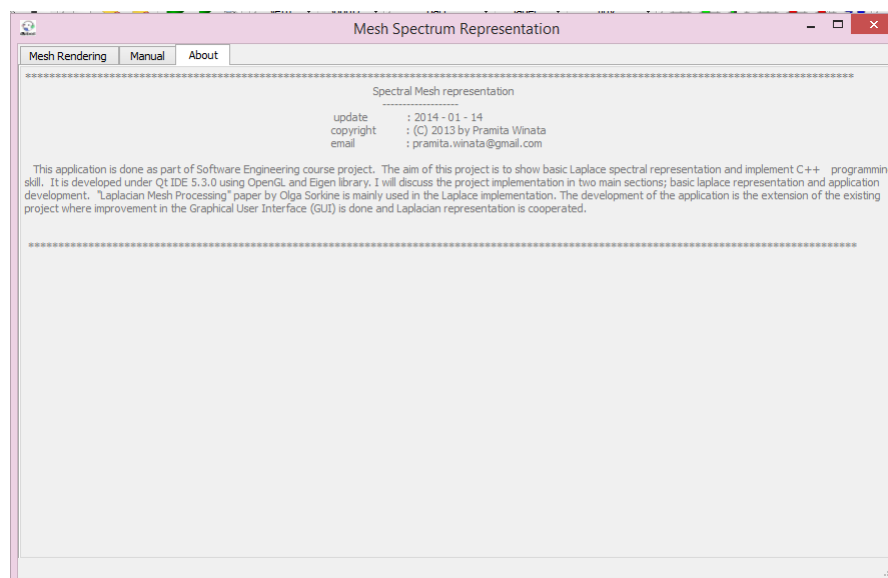 Mesh Spectrum Representation
Mesh Rendering Manual About
Spectral Mesh representation
-------------------
update : 2014 - 01 - 14
copyright : (C) 2013 by Pramita Winata
email : pramita.winata@gmail.com
This application is done as part of Software Engineering course project. The aim of this project is to show basic Laplace spectral representation and implement C++ programmin
skill. It is developed under Qt IDE 5.3.0 using OpenGL and Eigen library. I will discuss the project implementation in two main sections; basic laplace representation and application
development. "Laplacian Mesh Processing" paper by Olga Sorkine is mainly used in the Laplace implementation. The development of the application is the extension of the existing
project where improvement in the Graphical User Interface (GUI) is done and Laplacian representation is cooperated.